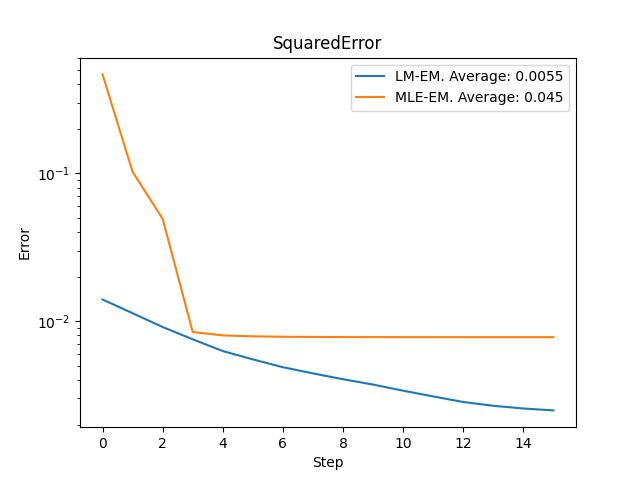 SquaredError
LM-EM. Average: 0.0055
MLE-EM. Average: 0.045
Error
10⁻¹
10⁻²
0 2 4 6 8 10 12 14
Step